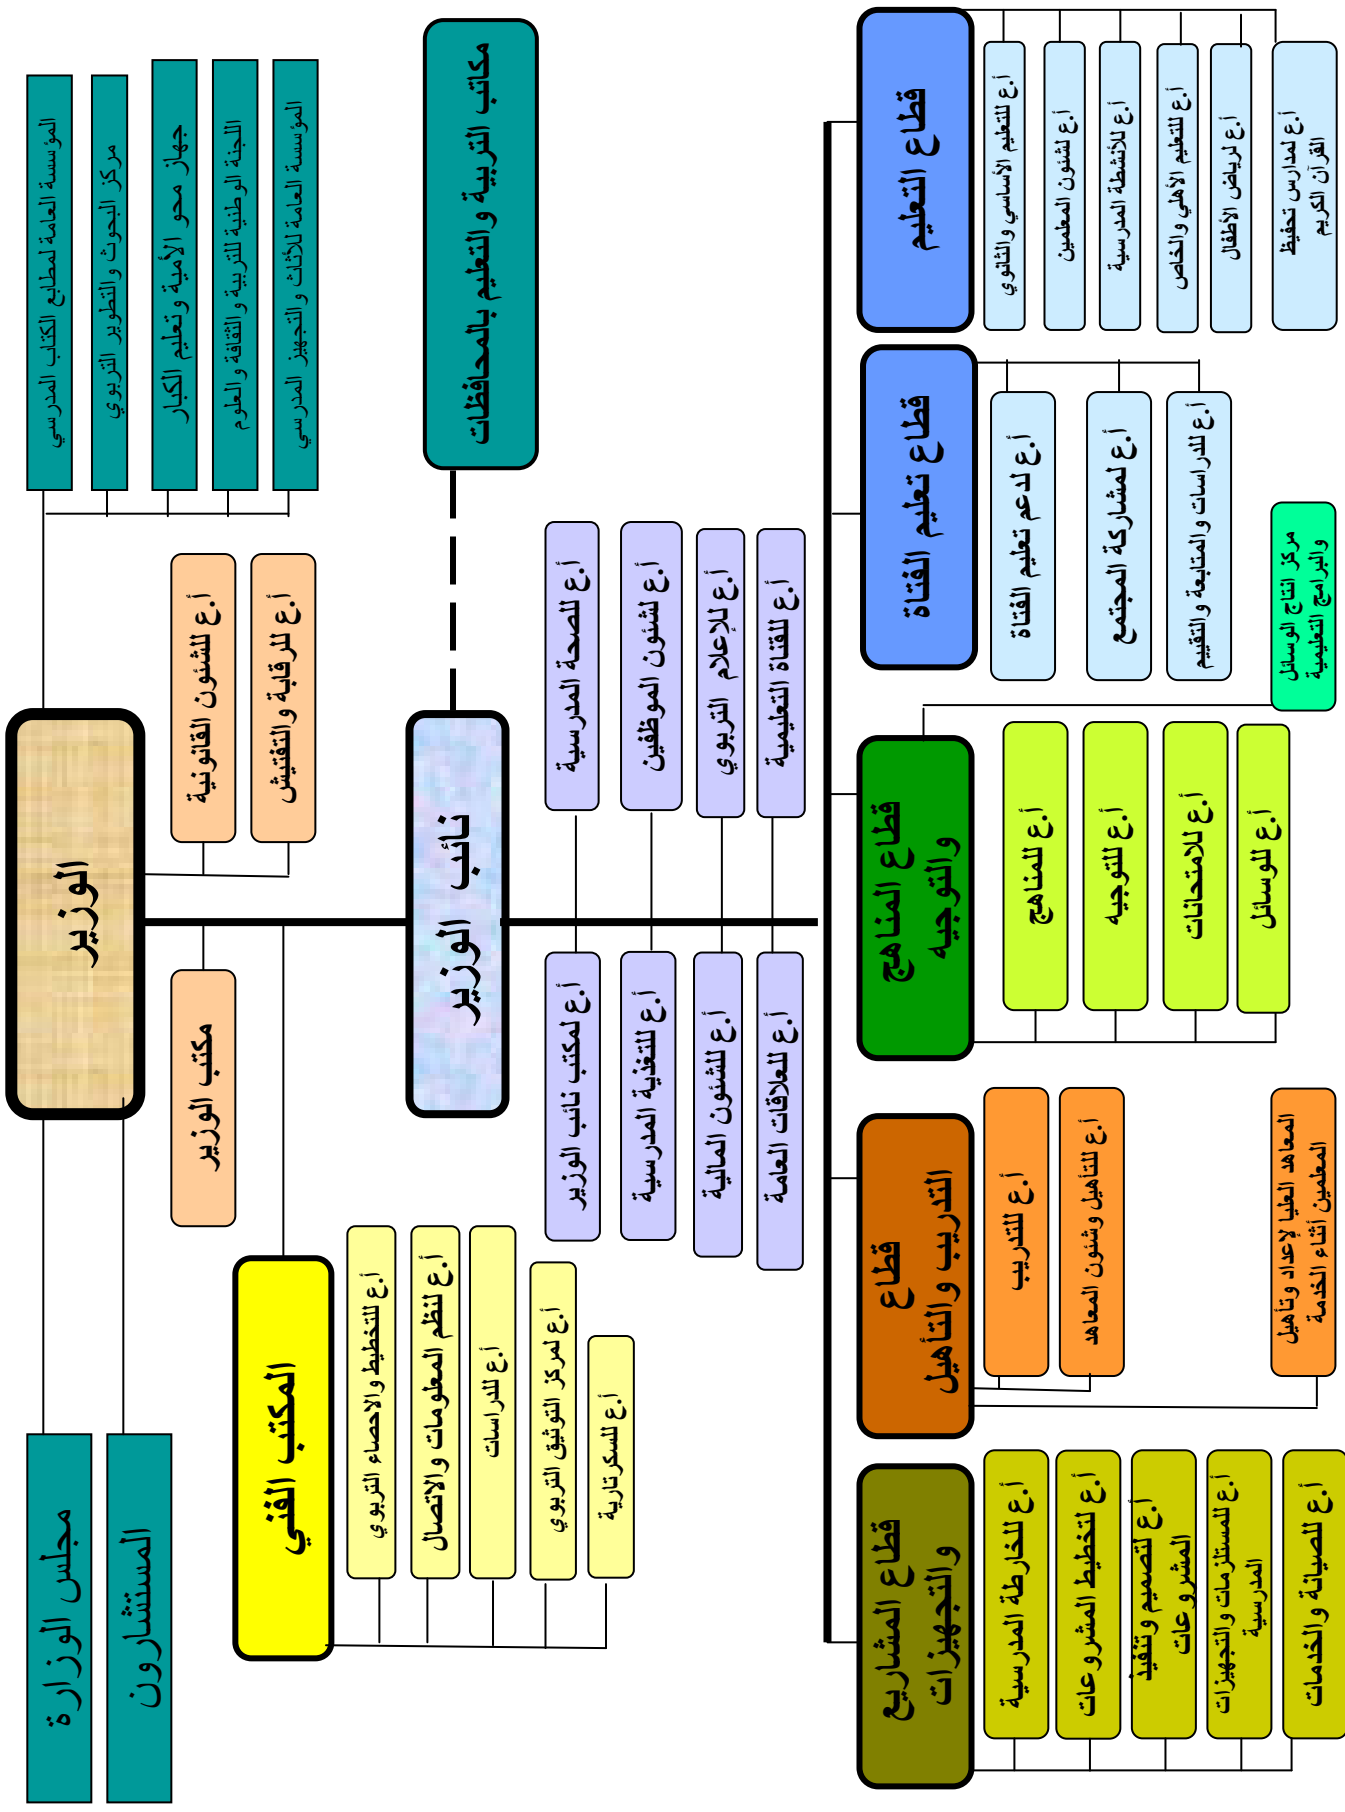 المؤسسة العامة لمطابع الكتاب المدرسي
مركز البحوث والتطوير التربوي
جهاز محو الأمية وتعليم الكبار
اللجنة الوطنية للتربية والثقافة والعلوم
المؤسسة العامة للأثاث والتجهيز المدرسي
الوزير
مجلس الوزارة
المستشارون
أ.ع للشئون القانونية
أ.ع للرقابة والتفتيش
مكتب الوزير
المكتب الفني
أ.ع للتخطيط والاحصاء التربوي
أ.ع لنظم المعلومات والاتصال
أ.ع للدراسات
أ.ع لمركز التوثيق التربوي
أ.ع للسكرتارية
مكاتب التربية والتعليم بالمحافظات
نائب الوزير
أ.ع للصحة المدرسية
أ.ع لشئون الموظفين
أ.ع للإعلام التربوي
أ.ع للقناة التعليمية
أ.ع لمكتب نائب الوزير
أ.ع للتغذية المدرسية
أ.ع للشئون المالية
أ.ع للعلاقات العامة
قطاع التعليم
أ.ع للتعليم الأساسي والثانوي
أ.ع لشئون المعلمين
أ.ع للأنشطة المدرسية
أ.ع للتعليم الأهلي والخاص
أ.ع لرياض الأطفال
أ.ع لمدارس تحفيظ
القرآن الكريم
قطاع تعليم الفتاة
أ.ع لدعم تعليم الفتاة
أ.ع لمشاركة المجتمع
أ.ع للدراسات والمتابعة والتقييم
قطاع المناهج
والتوجيه
أ.ع للمناهج
أ.ع للتوجيه
أ.ع للامتحانات
أ.ع للوسائل
مركز انتاج الوسائل
والبرامج التعليمية
قطاع
التدريب والتأهيل
أ.ع للتدريب
أ.ع للتأهيل وشئون المعاهد
المعاهد العليا لإعداد وتأهيل
المعلمين أثناء الخدمة
قطاع المشاريع
والتجهيزات
أ.ع للخارطة المدرسية
أ.ع لتخطيط المشروعات
أ.ع لتصميم وتنفيذ
المشروعات
أ.ع للمستلزمات والتجهيزات
المدرسية
أ.ع للصيانة والخدمات